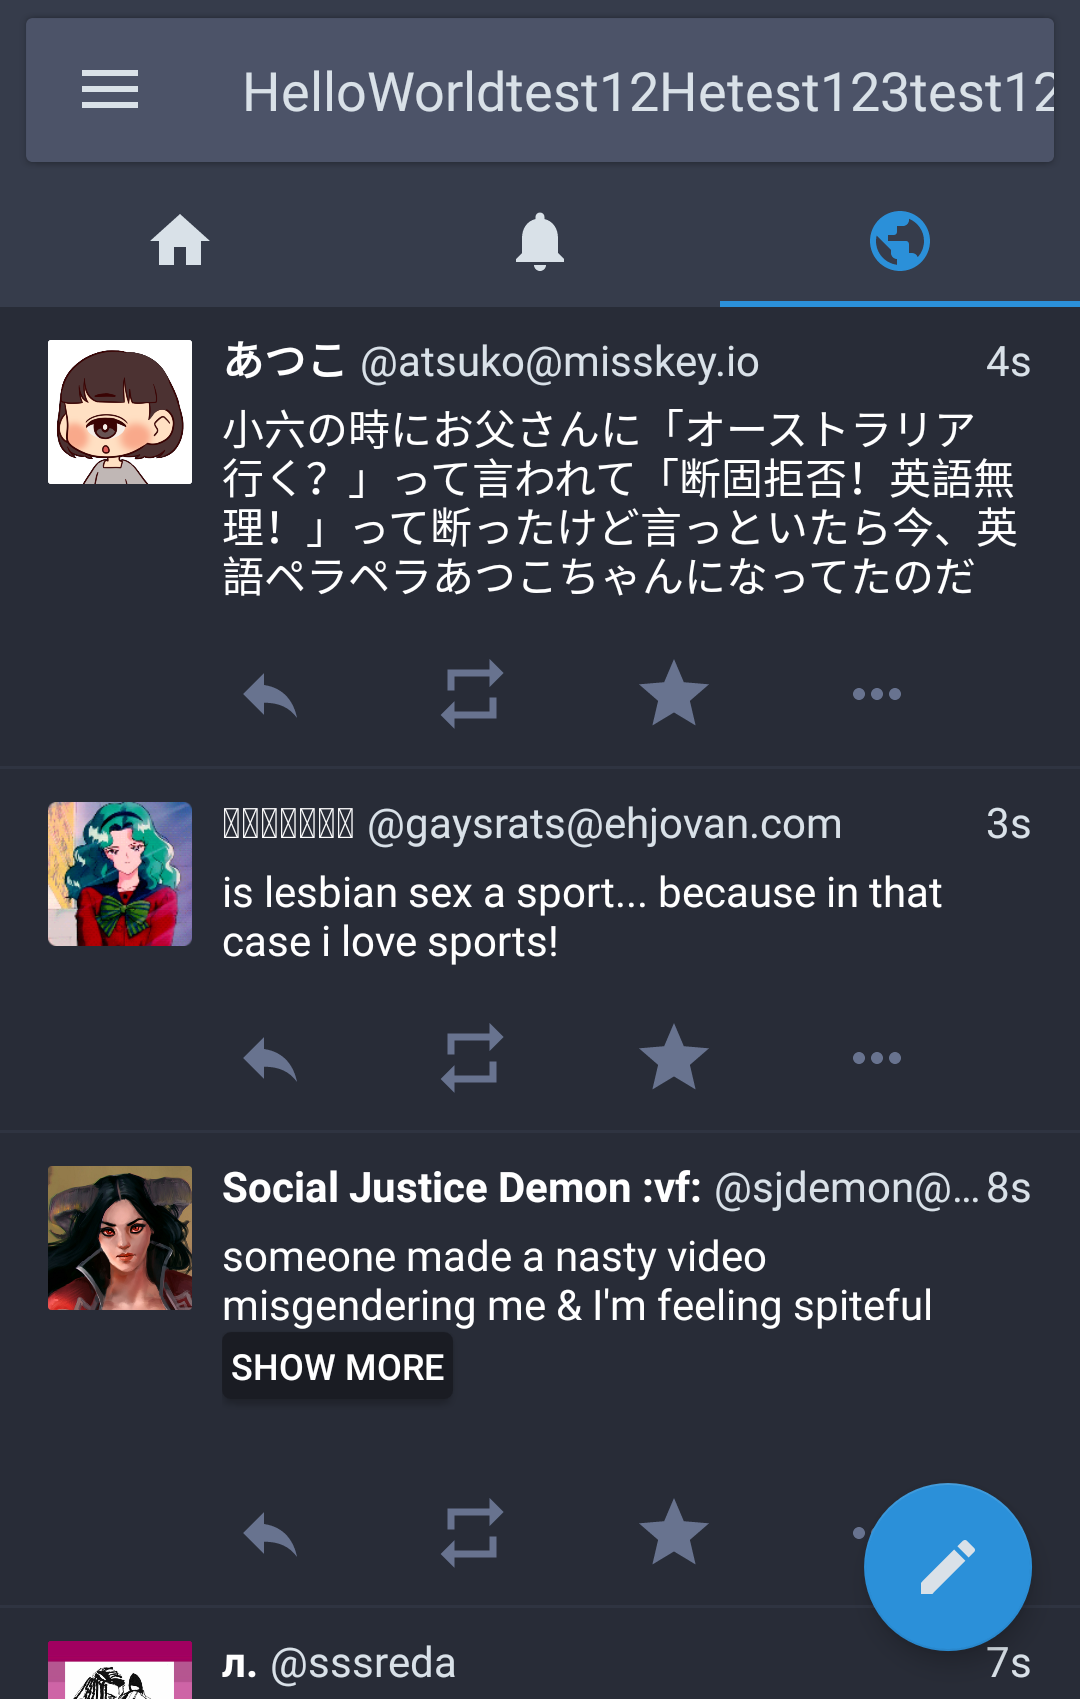 HelloWorldtest12Hetest123test12
あつこ @atsuko@misskey.io 4s
小六の時にお父さんに「オーストラリア
行く？」って言われて「断固拒否！英語無
理！」って断ったけど言っといたら今、英
語ペラペラあつこちゃんになってたのだ
@gaysrats@ehjovan.com 3s
is lesbian sex a sport... because in that
case i love sports!
Social Justice Demon :vf: @sjdemon@... 8s
someone made a nasty video
misgendering me & I'm feeling spiteful
SHOW MORE
л. @sssreda 7s